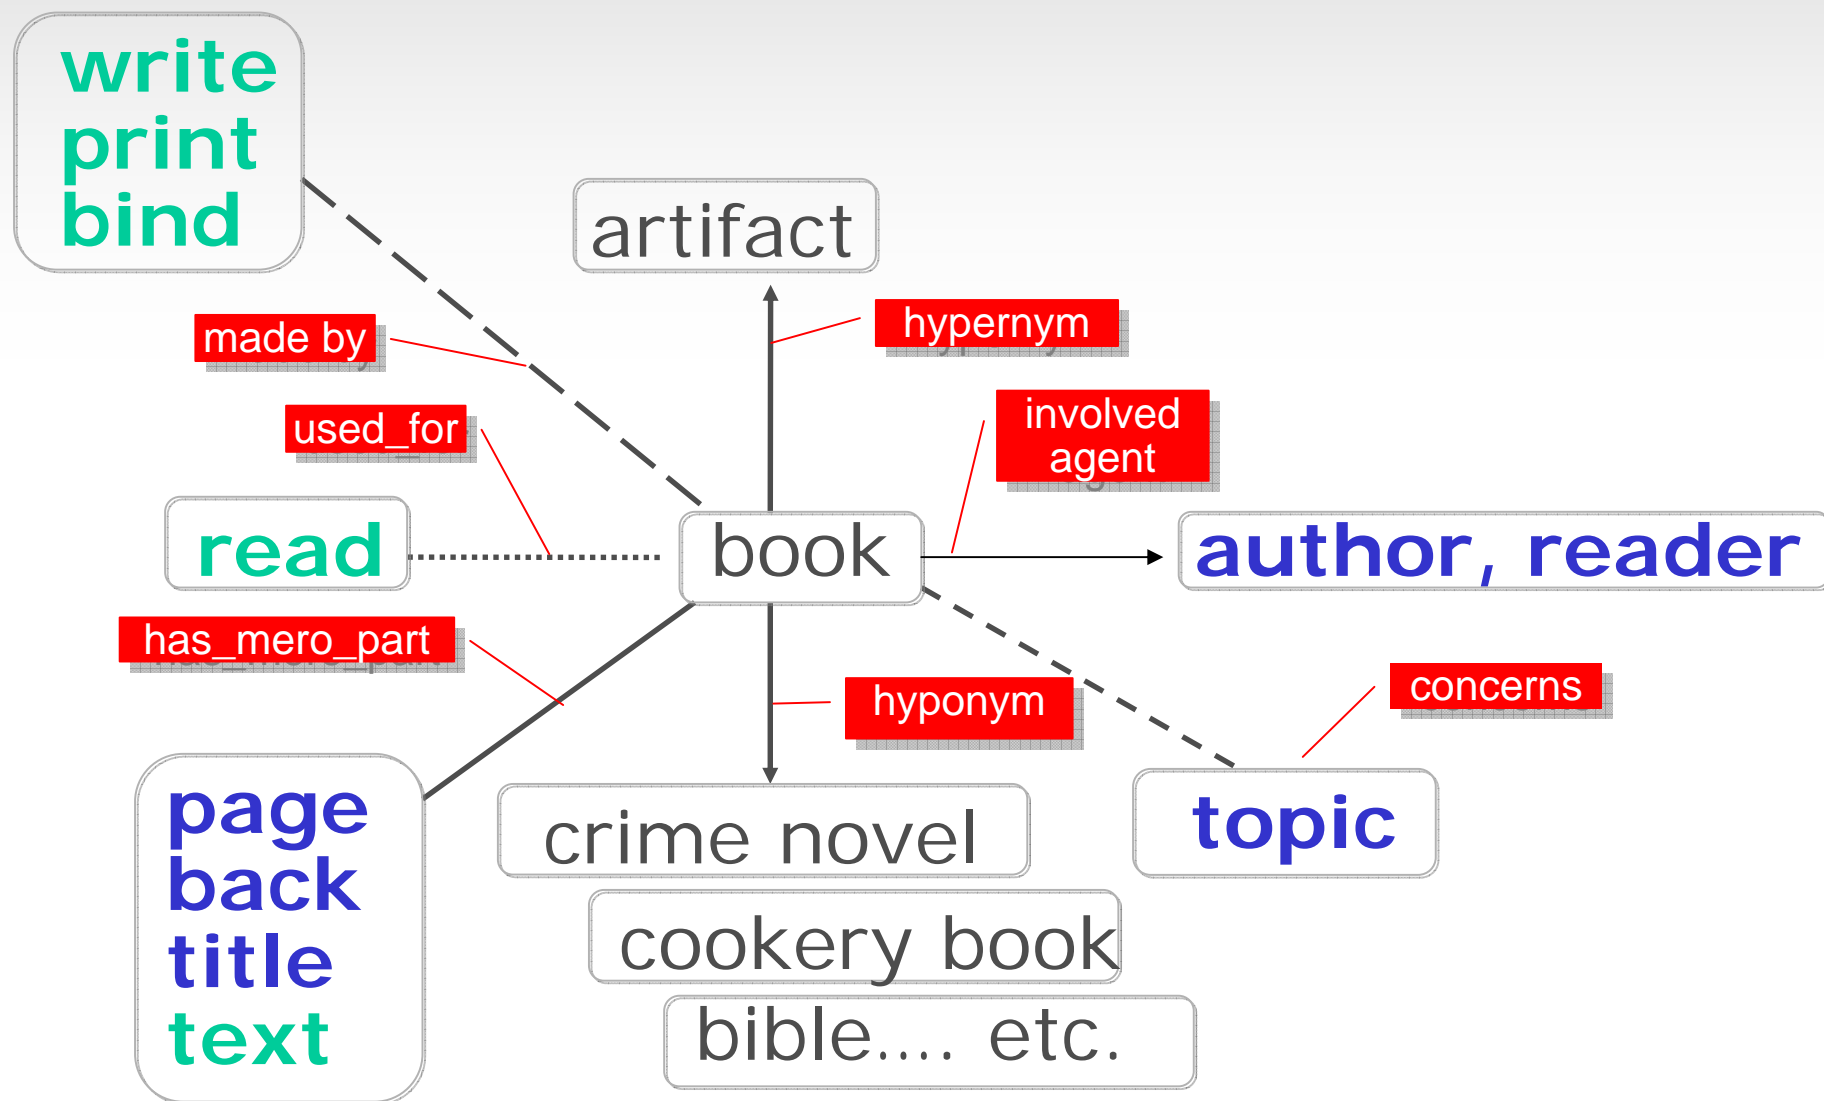 write
print
bind
artifact
hypernym
made by
involved
agent
used_for
read
book
author, reader
has_mero_part
concerns
hyponym
page
back
title
text
crime novel
topic
cookery book
bible.... etc.